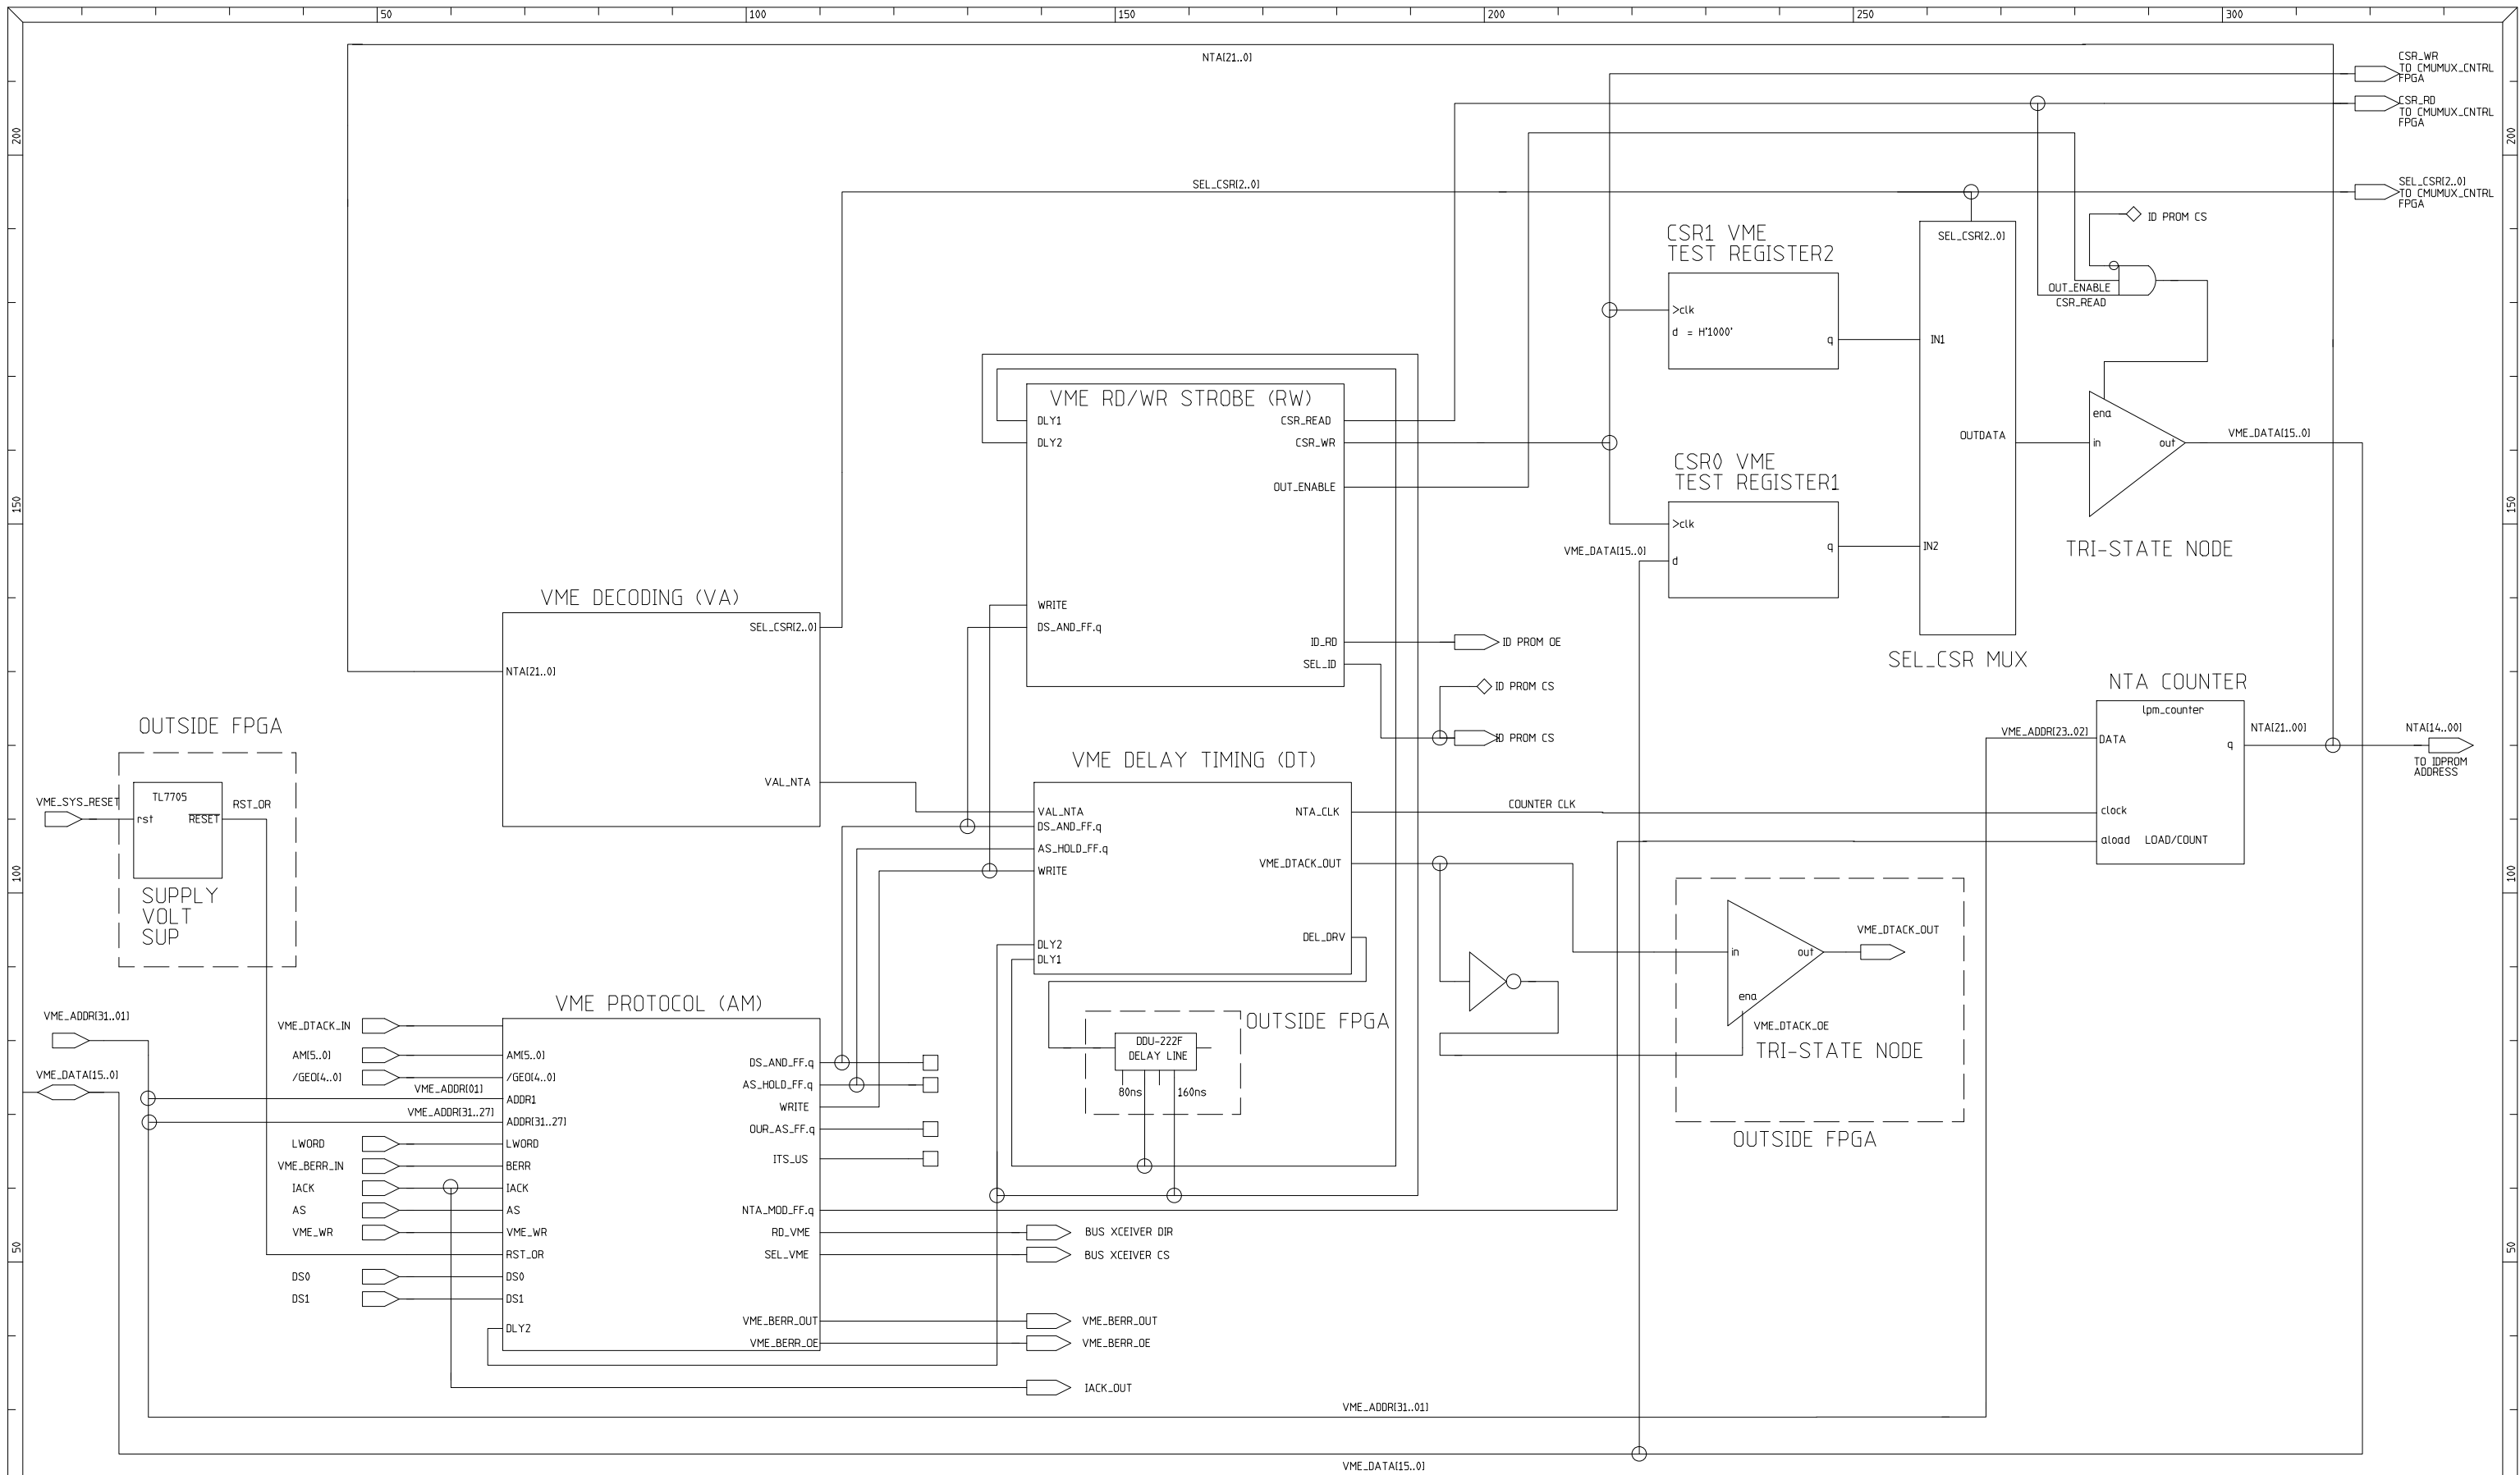 50
100
150
200
250
300
NTA[21..0]
CSR_WR
TO CMUMUX_CNTRL
FPGA
CSR_RD
TO CMUMUX_CNTRL
FPGA
200
200
SEL_CSR[2..0]
SEL_CSR[2..0]
TO CMUMUX_CNTRL
FPGA
ID PROM CS
CSR1 VME
TEST REGISTER2
SEL_CSR[2..0]
OUT_ENABLE
CSR_READ
>clk
d = H'1000'
q
IN1
VME RD/WR STROBE (RW)
DLY1
CSR_READ
DLY2
CSR_WR
OUT_ENABLE
ena
in
out
VME_DATA[15..0]
OUTDATA
CSR0 VME
TEST REGISTER1
150
150
>clk
VME_DATA[15..0]
d
q
IN2
TRI-STATE NODE
VME DECODING (VA)
SEL_CSR[2..0]
NTA[21..0]
VAL_NTA
WRITE
DS_AND_FF.q
ID_RD
SEL_ID
ID PROM OE
ID PROM CS
ID PROM CS
SEL_CSR MUX
NTA COUNTER
lpm_counter
VME_ADDR[23..02]
DATA
q
NTA[21..00]
NTA[14..00]
TO IDPROM
ADDRESS
clock
aload LOAD/COUNT
OUTSIDE FPGA
VME_SYS_RESET
TL7705
rst
RESET
RST_OR
SUPPLY
VOLT
SUP
100
100
VME DELAY TIMING (DT)
VAL_NTA
DS_AND_FF.q
AS_HOLD_FF.q
WRITE
NTA_CLK
COUNTER CLK
VME_DTACK_OUT
DEL_DRV
DLY2
DLY1
in
out
ena
VME_DTACK_OUT
VME_DTACK_OE
TRI-STATE NODE
OUTSIDE FPGA
OUTSIDE FPGA
DDU-222F
DELAY LINE
80ns
160ns
VME PROTOCOL (AM)
VME_ADDR[31..01]
VME_DATA[15..0]
VME_DTACK_IN
AM[5..0]
AM[5..0]
/GEO[4..0]
/GEO[4..0]
VME_ADDR[01]
ADDR1
VME_ADDR[31..27]
ADDR[31..27]
LWORD
LWORD
VME_BERR_IN
BERR
IACK
IACK
AS
AS
VME_WR
VME_WR
RST_OR
DS0
DS0
DS1
DS1
DLY2
DS_AND_FF.q
AS_HOLD_FF.q
WRITE
OUR_AS_FF.q
ITS_US
NTA_MOD_FF.q
RD_VME
BUS XCEIVER DIR
SEL_VME
BUS XCEIVER CS
VME_BERR_OUT
VME_BERR_OUT
VME_BERR_OE
VME_BERR_OE
IACK_OUT
50
50
VME_ADDR[31..01]
VME_DATA[15..0]